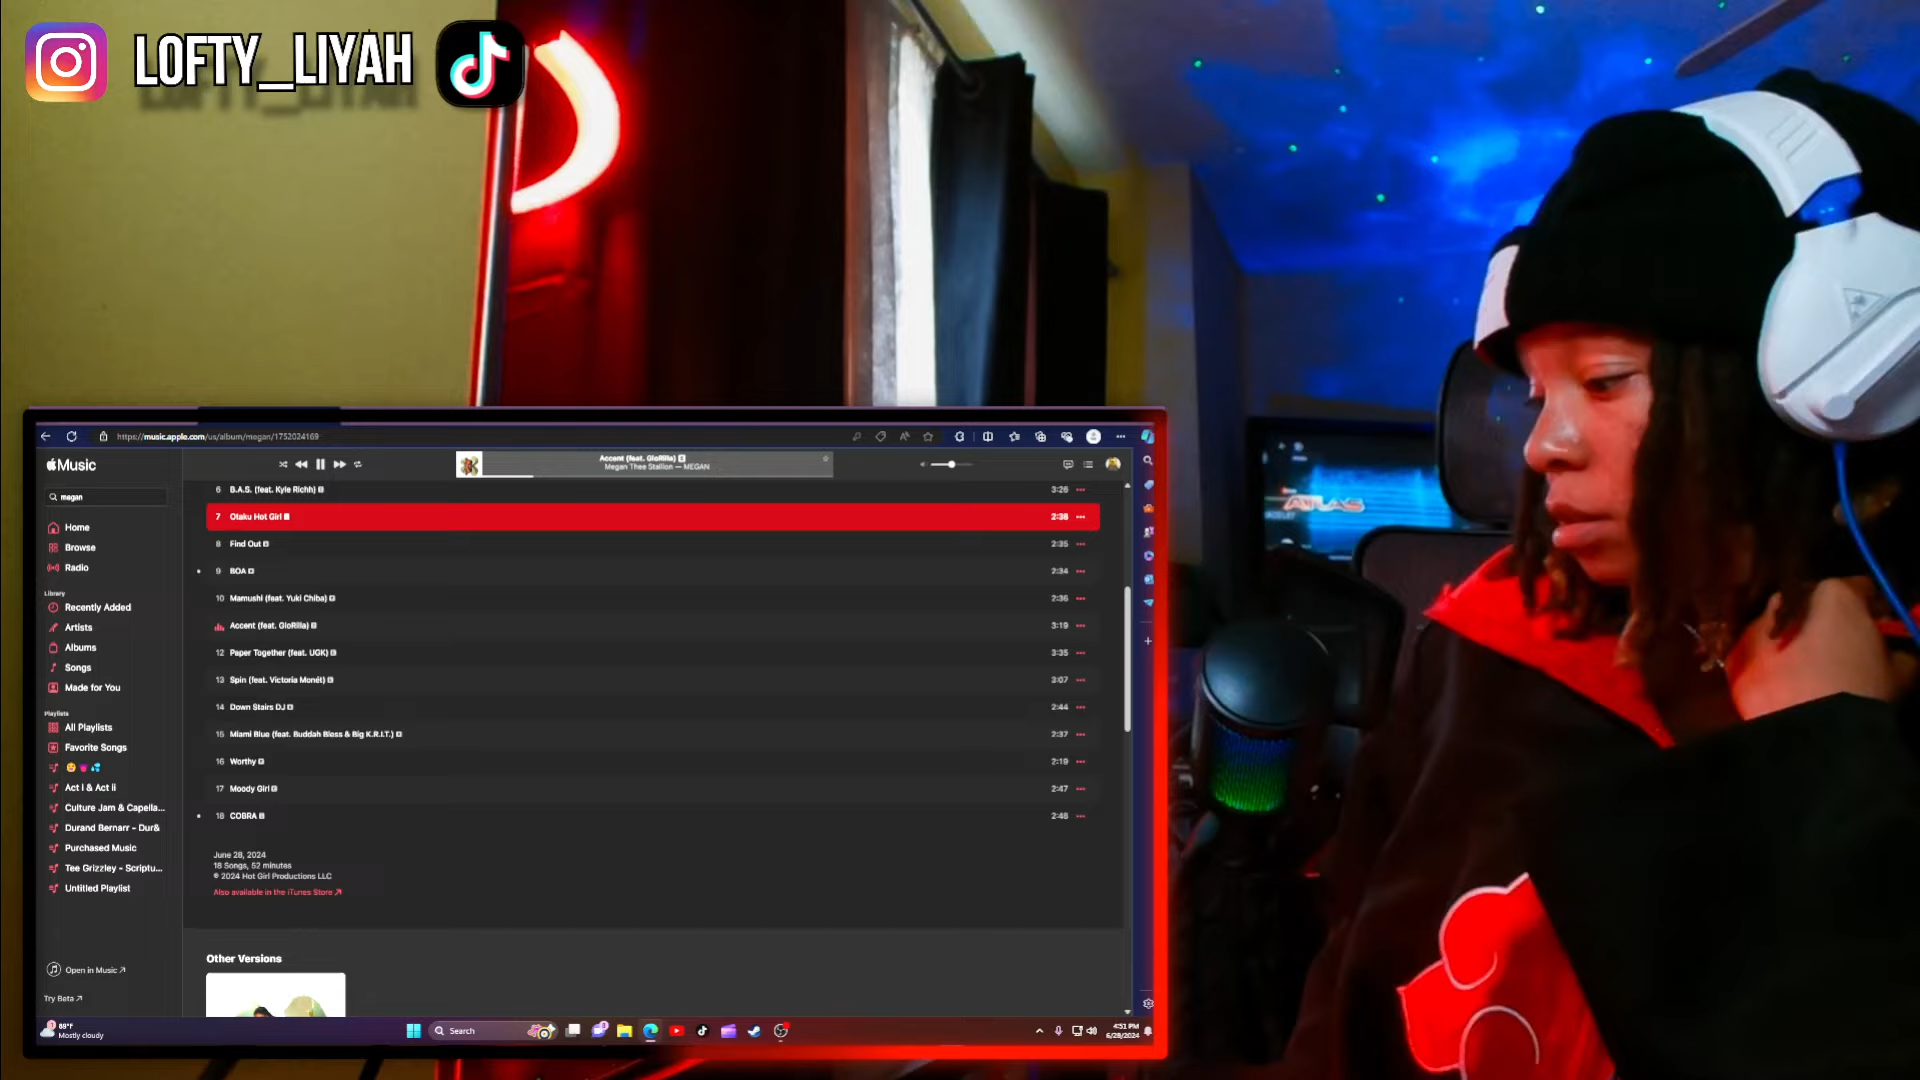 LOFTY_LIYAH
https://music.apple.com/us/album/megan/1752024169
Music
Accent (feat. GloRilla) E
Megan Thee Stallion — MEGAN
megan
Home
Browse
Radio
Library
Recently Added
Artists
Albums
Songs
Made for You
Playlists
All Playlists
Favorite Songs
😗👅💦
Act i & Act ii
Culture Jam & Capella...
Durand Bernarr - Dur&
Purchased Music
Tee Grizzley - Scriptu...
Untitled Playlist
Open in Music ↗
Try Beta ↗
6 B.A.S. (feat. Kyle Richh) E 3:26
7 Otaku Hot Girl E 2:38
8 Find Out E 2:35
9 BOA E 2:34
10 Mamushi (feat. Yuki Chiba) E 2:36
Accent (feat. GloRilla) E 3:19
12 Paper Together (feat. UGK) E 3:35
13 Spin (feat. Victoria Monét) E 3:07
14 Down Stairs DJ E 2:44
15 Miami Blue (feat. Buddah Bless & Big K.R.I.T.) E 2:37
16 Worthy E 2:19
17 Moody Girl E 2:47
18 COBRA E 2:48
June 28, 2024
18 Songs, 52 minutes
℗ 2024 Hot Girl Productions LLC
Also available in the iTunes Store ↗
Other Versions
89°F
Mostly cloudy
Search
4:51 PM
6/28/2024
ATLAS